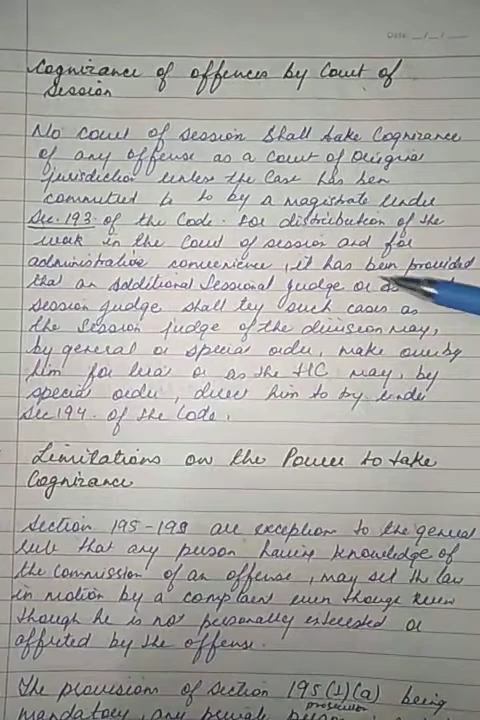 Date __/__/__
Cognizance of offences by Court of
Session
No court of session shall take Cognizance
of any offense as a court of Original
jurisdiction unless the case has ben
committed to to by a magistrate under
Sec. 193. of the Code. For distribution of the
work in the Court of session and for
administrative convenience, it has been provided
that an additional Sessional judge or
session judge shall try such cases as
the session judge of the division may,
by general or special order, make over by
him for or as the HC may, by
special order, direct him to by under
Sec 194. of the Code.
Limitations on the Power to take
Cognizance
Section 195-199 are exception to the general
rule that any person having knowledge of
the commission of an offense, may set the law
in motion by a complaint even though
though he is not personally interested or
affected by the offense.
The provisions of section 195(1)(a) being
prosecution
mandatory, any private